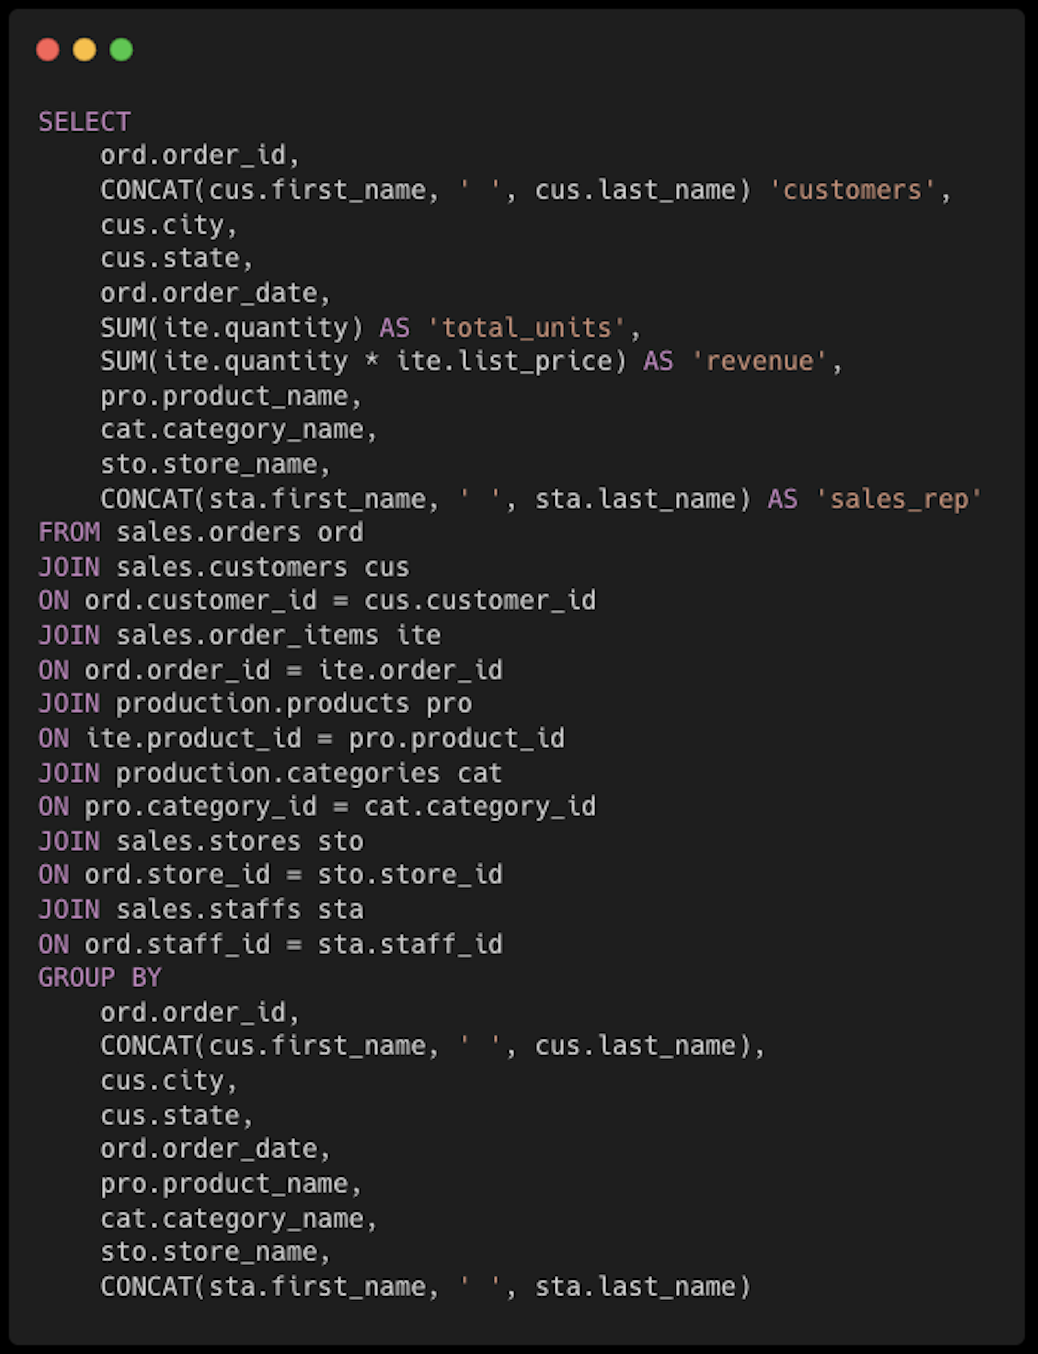 SELECT
    ord.order_id,
    CONCAT(cus.first_name, ' ', cus.last_name) 'customers',
    cus.city,
    cus.state,
    ord.order_date,
    SUM(ite.quantity) AS 'total_units',
    SUM(ite.quantity * ite.list_price) AS 'revenue',
    pro.product_name,
    cat.category_name,
    sto.store_name,
    CONCAT(sta.first_name, ' ', sta.last_name) AS 'sales_rep'
FROM sales.orders ord
JOIN sales.customers cus
ON ord.customer_id = cus.customer_id
JOIN sales.order_items ite
ON ord.order_id = ite.order_id
JOIN production.products pro
ON ite.product_id = pro.product_id
JOIN production.categories cat
ON pro.category_id = cat.category_id
JOIN sales.stores sto
ON ord.store_id = sto.store_id
JOIN sales.staffs sta
ON ord.staff_id = sta.staff_id
GROUP BY
    ord.order_id,
    CONCAT(cus.first_name, ' ', cus.last_name),
    cus.city,
    cus.state,
    ord.order_date,
    pro.product_name,
    cat.category_name,
    sto.store_name,
    CONCAT(sta.first_name, ' ', sta.last_name)